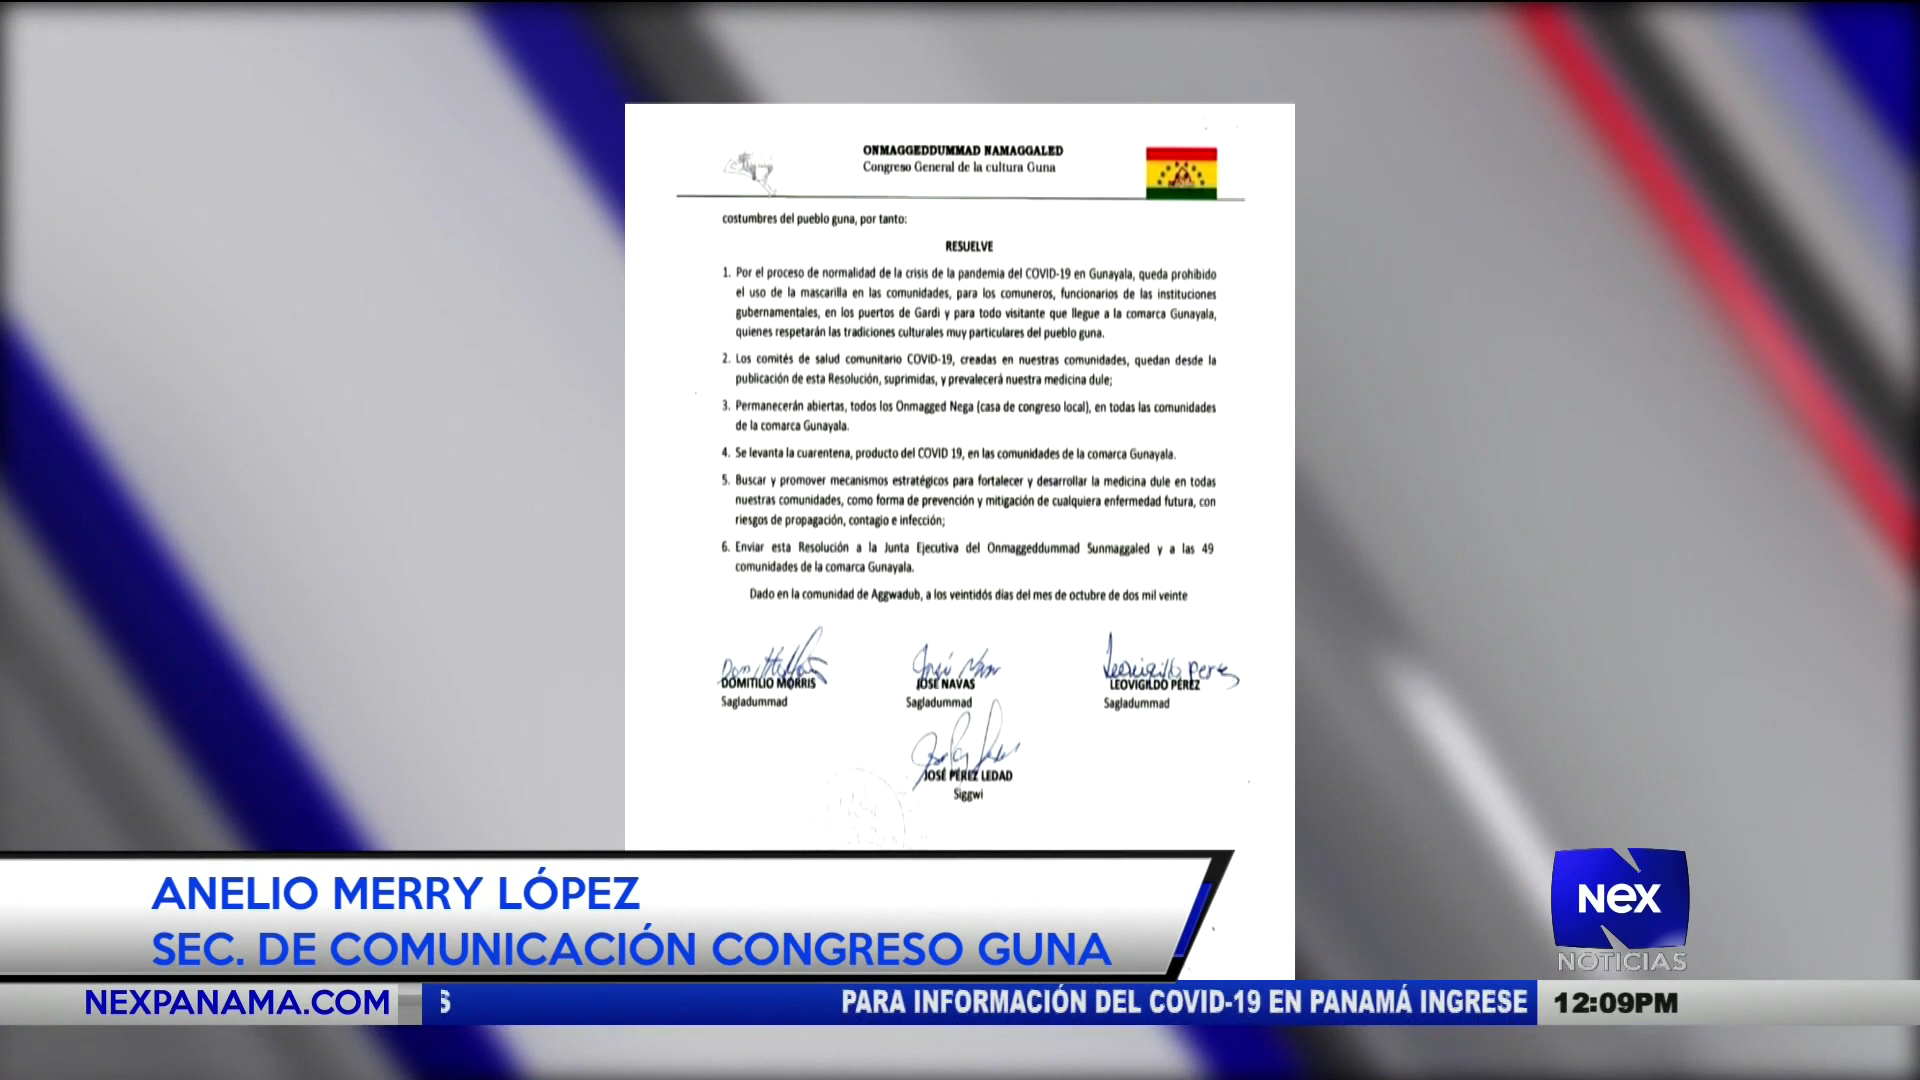 ONMAGGEDDUMMAD NAMAGGALED
Congreso General de la cultura Guna
costumbres del pueblo guna, por tanto:
RESUELVE
1. Por el proceso de normalidad de la crisis de la pandemia del COVID-19 en Gunayala, queda prohibido
el uso de la mascarilla en las comunidades, para los comuneros, funcionarios de las instituciones
gubernamentales, en los puertos de Gardi y para todo visitante que llegue a la comarca Gunayala,
quienes respetarán las tradiciones culturales muy particulares del pueblo guna.
2. Los comités de salud comunitario COVID-19, creadas en nuestras comunidades, quedan desde la
publicación de esta Resolución, suprimidas, y prevalecerá nuestra medicina dule;
3. Permanecerán abiertas, todos los Onmagged Nega (casa de congreso local), en todas las comunidades
de la comarca Gunayala.
4. Se levanta la cuarentena, producto del COVID 19, en las comunidades de la comarca Gunayala.
5. Buscar y promover mecanismos estratégicos para fortalecer y desarrollar la medicina dule en todas
nuestras comunidades, como forma de prevención y mitigación de cualquiera enfermedad futura, con
riesgos de propagación, contagio e infección;
6. Enviar esta Resolución a la Junta Ejecutiva del Onmaggeddummad Sunmaggaled y a las 49
comunidades de la comarca Gunayala.
Dado en la comunidad de Aggwadub, a los veintidós días del mes de octubre de dos mil veinte
DOMITILIO MORRIS
Sagladummad
JOSÉ NAVAS
Sagladummad
Leovigildo Perez
LEOVIGILDO PÉREZ
Sagladummad
JOSÉ PÉREZ LEDAD
Siggwi
ANELIO MERRY LÓPEZ
SEC. DE COMUNICACIÓN CONGRESO GUNA
NEX
NOTICIAS
NEXPANAMA.COM
S
PARA INFORMACIÓN DEL COVID-19 EN PANAMÁ INGRESE
12:09PM